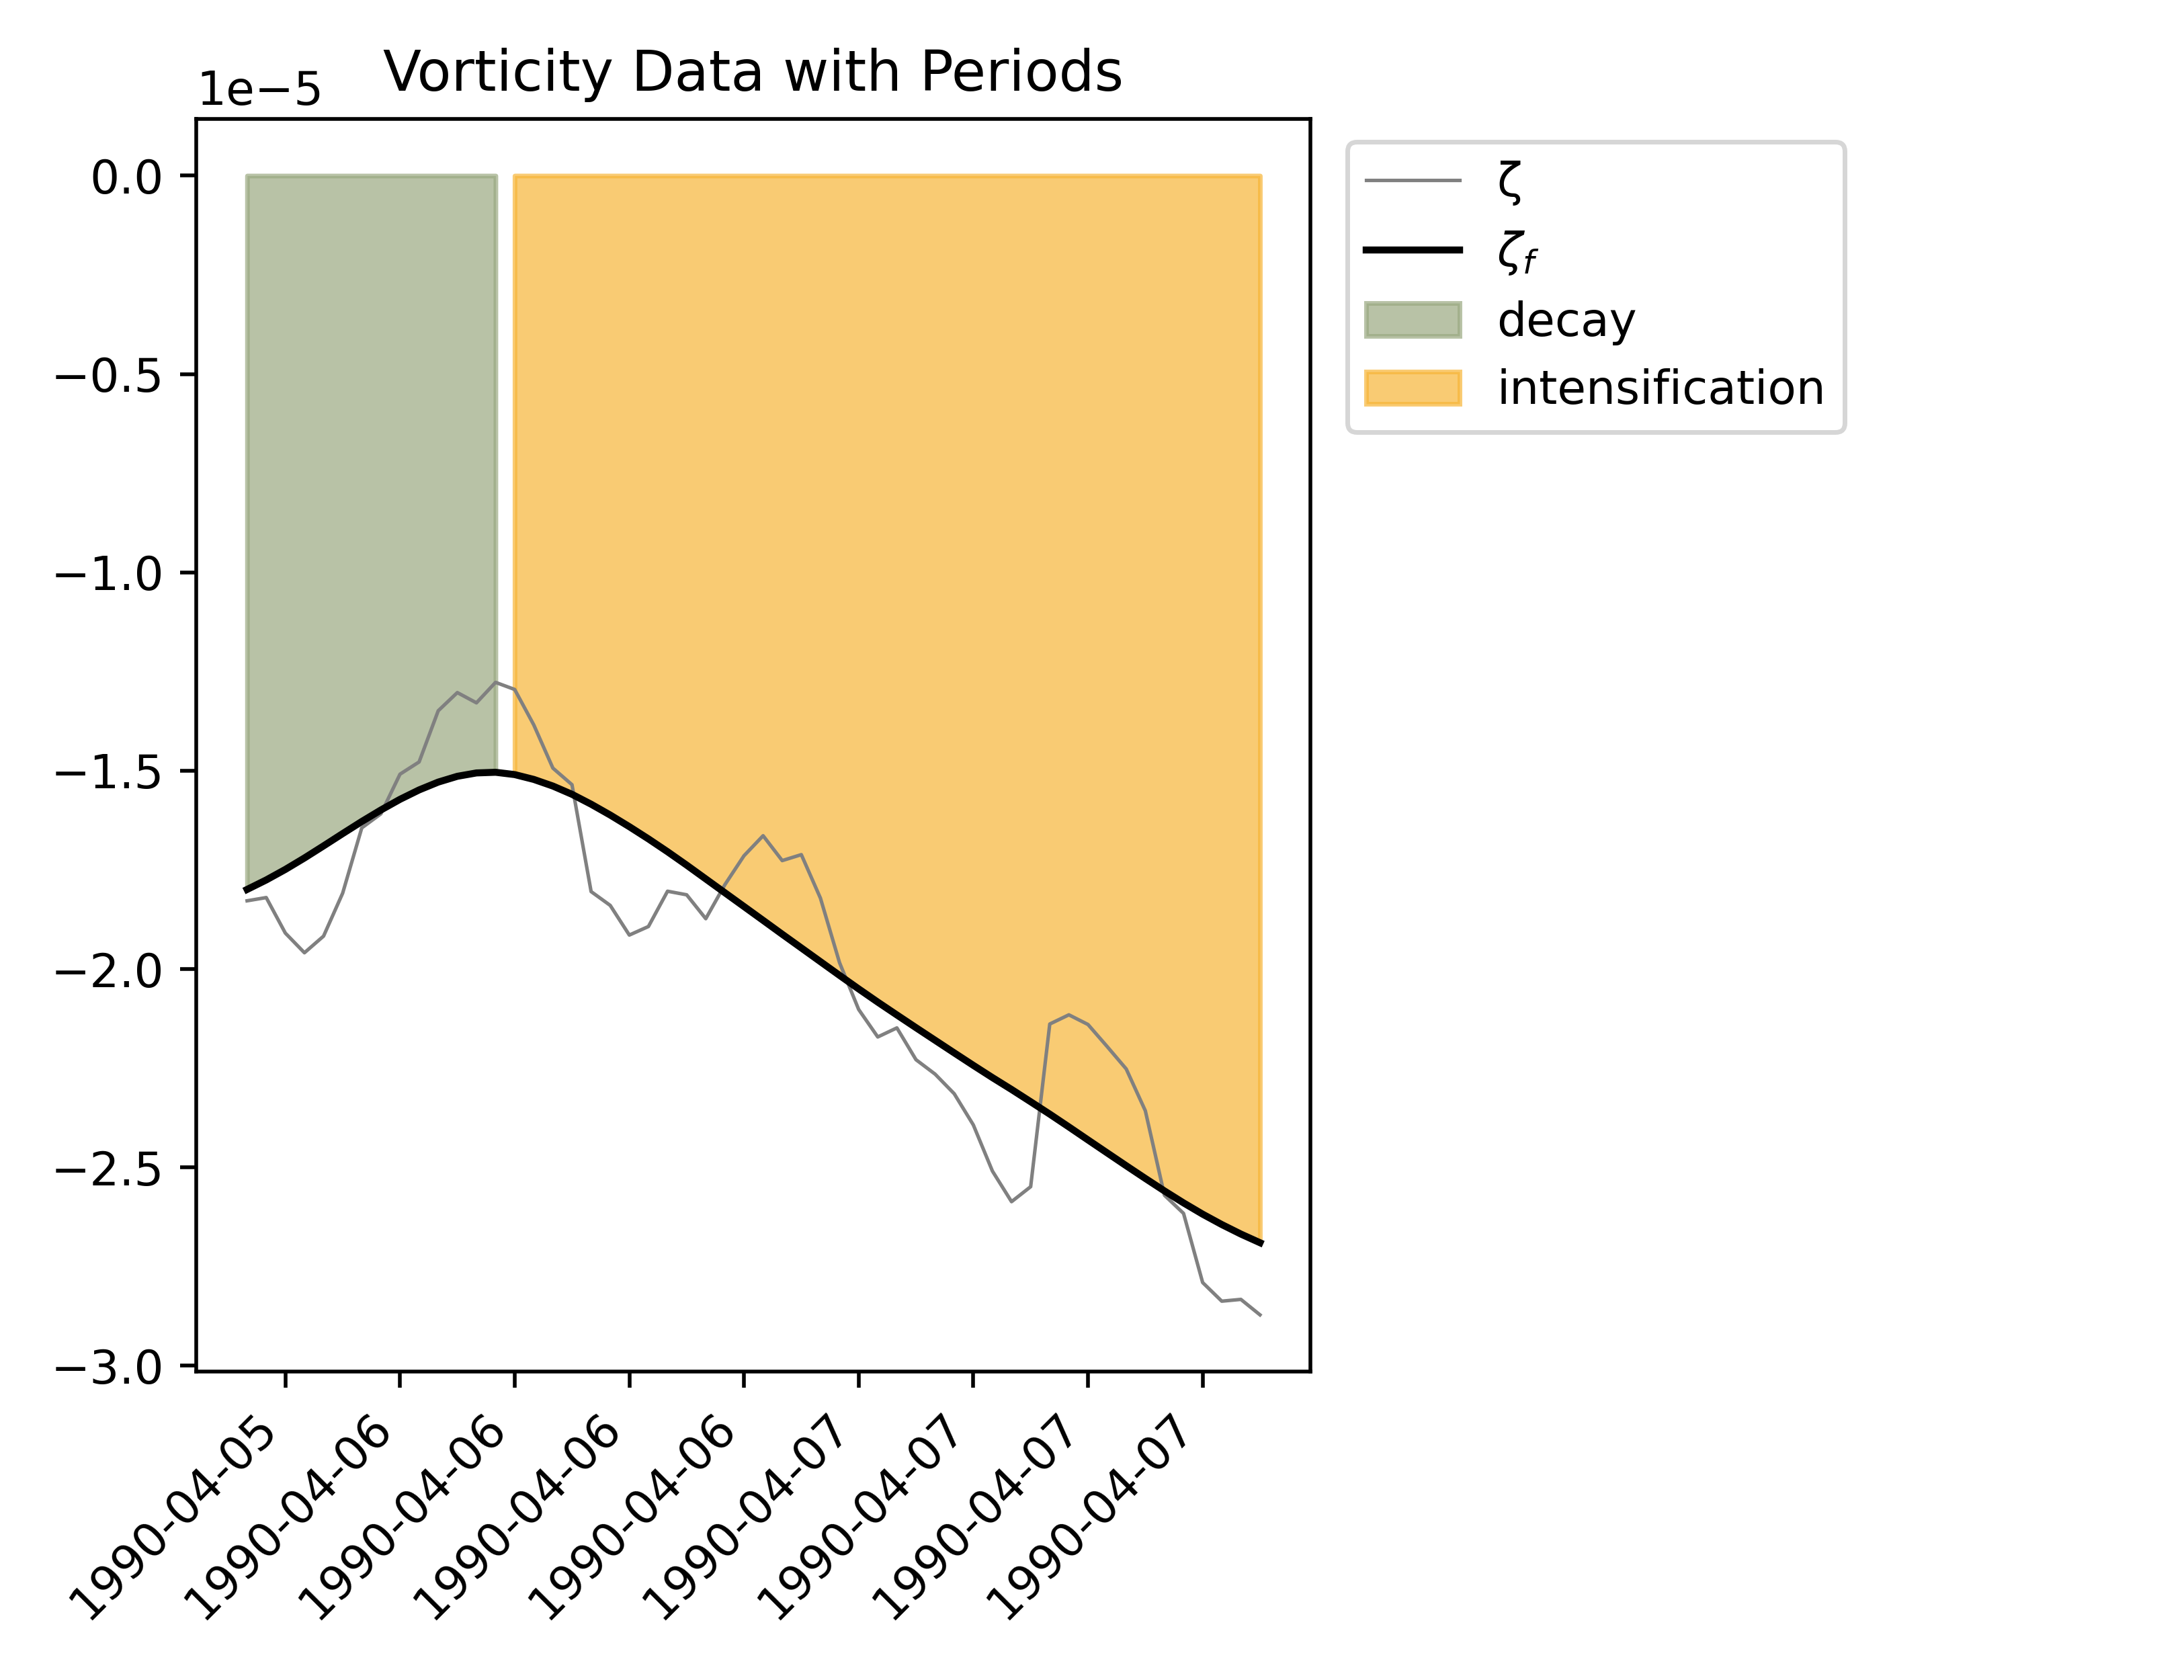 Vorticity Data with Periods
1e−5
0.0
−0.5
−1.0
−1.5
−2.0
−2.5
−3.0
1990-04-05
1990-04-06
1990-04-06
1990-04-06
1990-04-06
1990-04-07
1990-04-07
1990-04-07
1990-04-07
ζ
ζf
decay
intensification